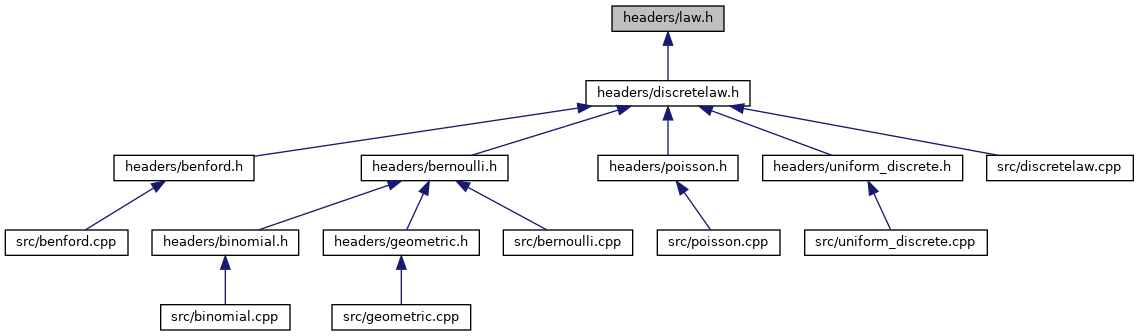 headers/law.h
headers/discretelaw.h
headers/benford.h
headers/bernoulli.h
headers/poisson.h
headers/uniform_discrete.h
src/discretelaw.cpp
src/benford.cpp
headers/binomial.h
headers/geometric.h
src/bernoulli.cpp
src/poisson.cpp
src/uniform_discrete.cpp
src/binomial.cpp
src/geometric.cpp